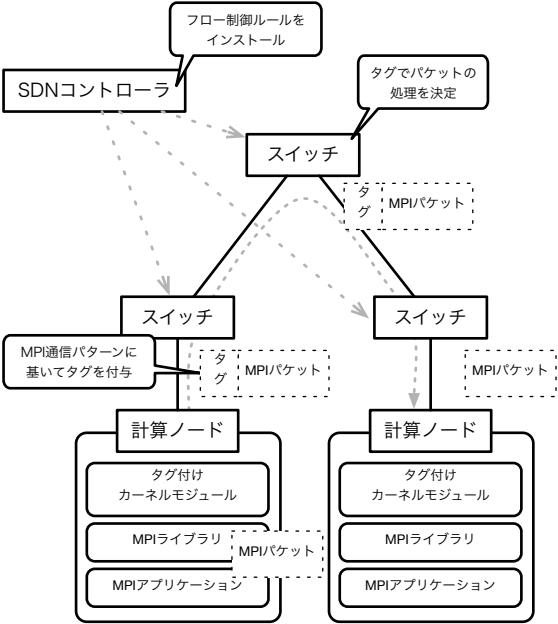 フロー制御ルールを
インストール
SDNコントローラ
タグでパケットの
処理を決定
スイッチ
タ
グ
MPIパケット
スイッチ
スイッチ
MPI通信パターンに
基いてタグを付与
タ
グ
MPIパケット
MPIパケット
計算ノード
計算ノード
タグ付け
カーネルモジュール
タグ付け
カーネルモジュール
MPIライブラリ
MPIパケット
MPIライブラリ
MPIアプリケーション
MPIアプリケーション